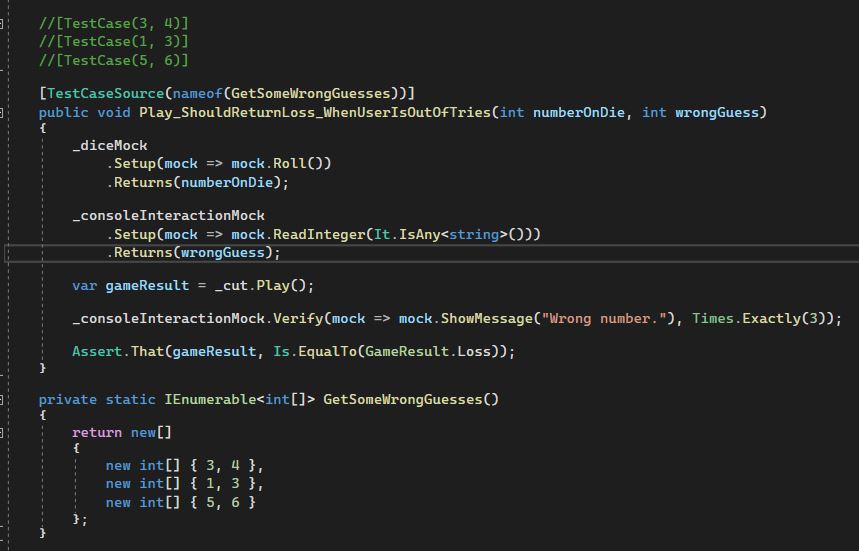 //[TestCase(3, 4)]
//[TestCase(1, 3)]
//[TestCase(5, 6)]
[TestCaseSource(nameof(GetSomeWrongGuesses))]
public void Play_ShouldReturnLoss_WhenUserIsOutOfTries(int numberOnDie, int wrongGuess)
{
_diceMock
.Setup(mock => mock.Roll())
.Returns(numberOnDie);
_consoleInteractionMock
.Setup(mock => mock.ReadInteger(It.IsAny<string>()))
.Returns(wrongGuess);
var gameResult = _cut.Play();
_consoleInteractionMock.Verify(mock => mock.ShowMessage("Wrong number."), Times.Exactly(3));
Assert.That(gameResult, Is.EqualTo(GameResult.Loss));
}
private static IEnumerable<int[]> GetSomeWrongGuesses()
{
return new[]
{
new int[] { 3, 4 },
new int[] { 1, 3 },
new int[] { 5, 6 }
};
}